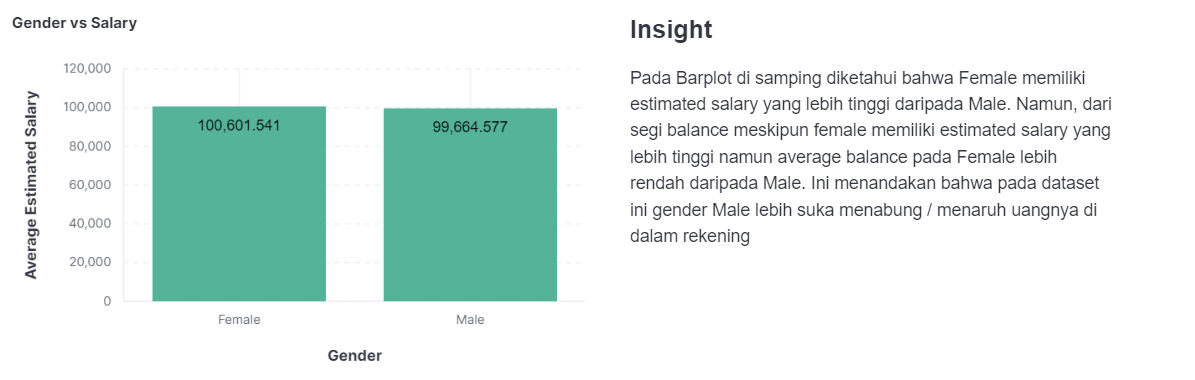 Gender vs Salary
Average Estimated Salary
120,000
100,000
80,000
60,000
40,000
20,000
0
100,601.541
99,664.577
Female
Male
Gender
Insight
Pada Barplot di samping diketahui bahwa Female memiliki
estimated salary yang lebih tinggi daripada Male. Namun, dari
segi balance meskipun female memiliki estimated salary yang
lebih tinggi namun average balance pada Female lebih
rendah daripada Male. Ini menandakan bahwa pada dataset
ini gender Male lebih suka menabung / menaruh uangnya di
dalam rekening